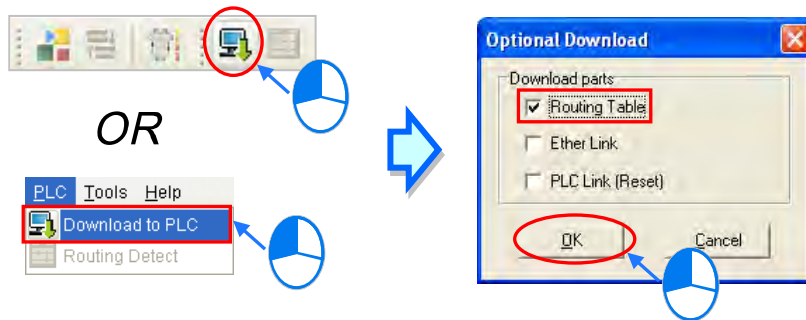 OR
PLC Tools Help
Download to PLC
Routing Detect
Optional Download
Download parts
Routing Table
Ether Link
PLC Link (Reset)
OK Cancel